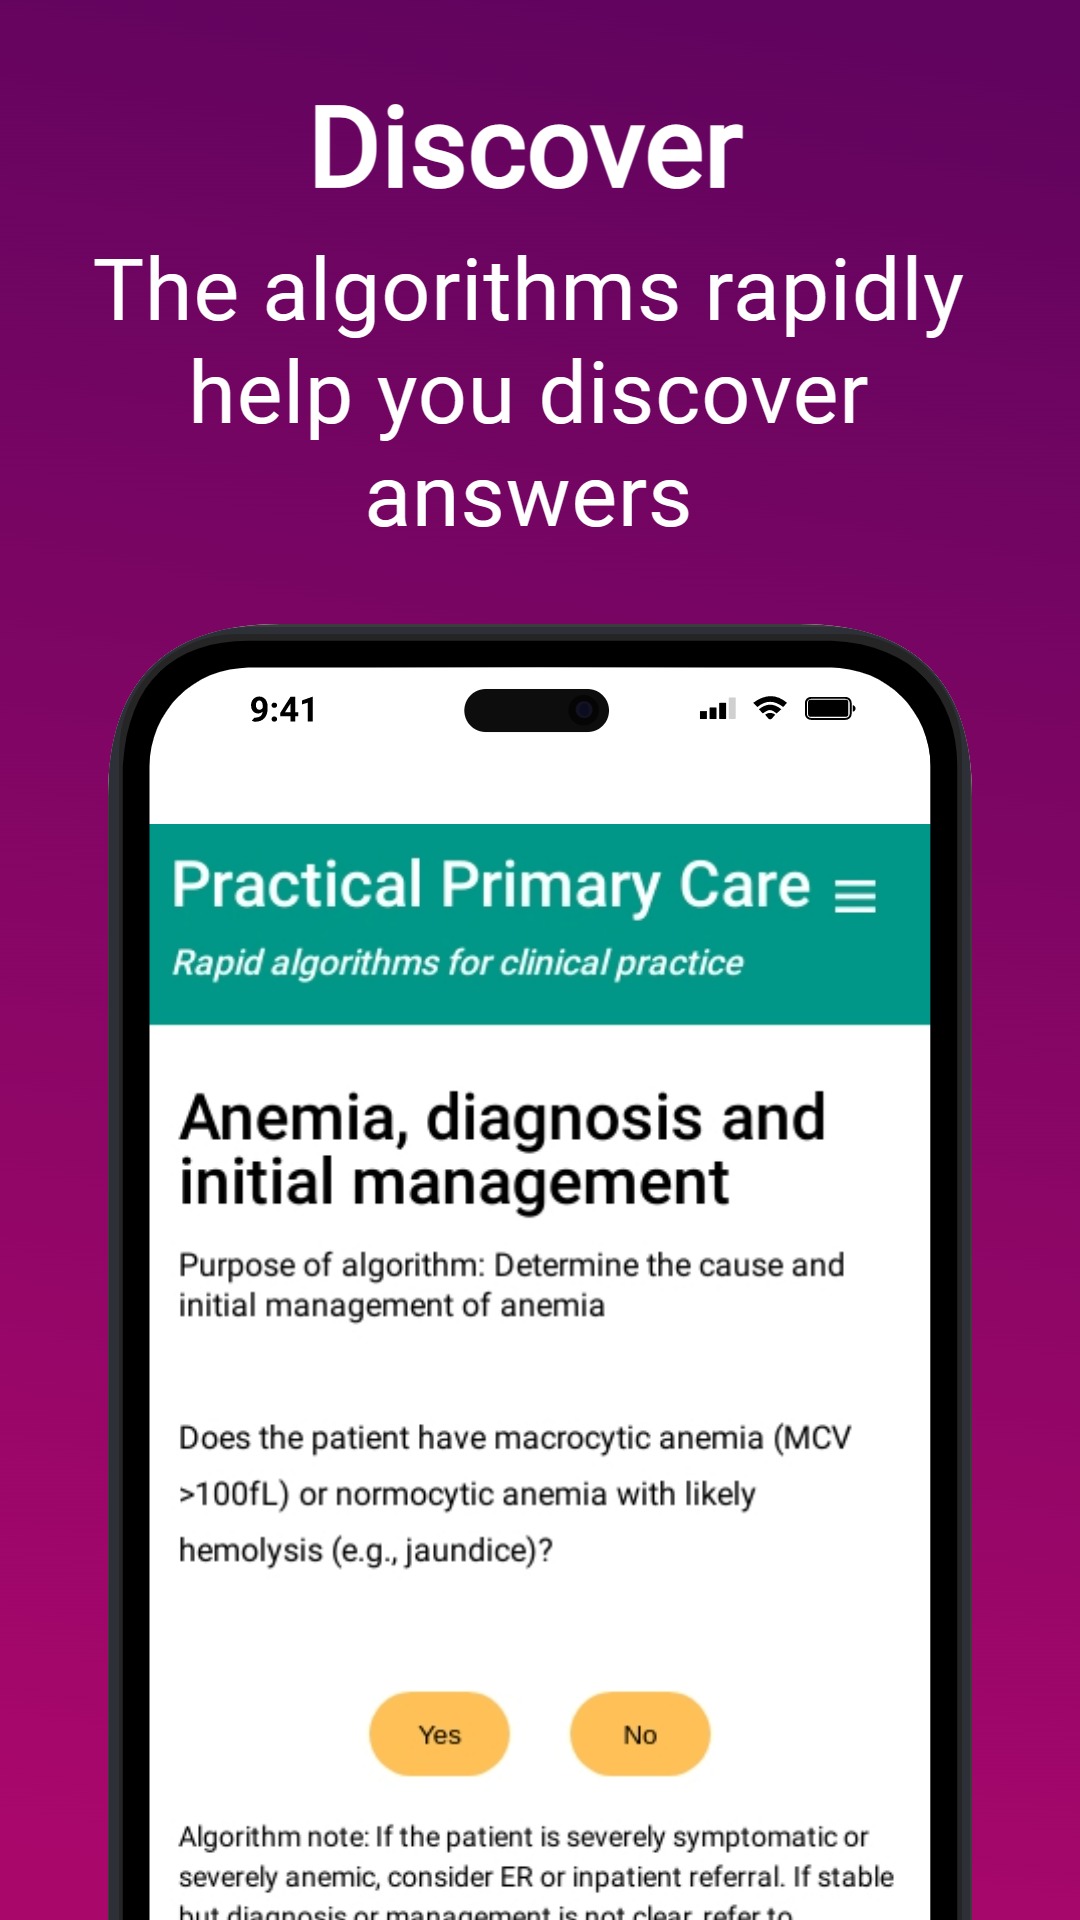 Discover
The algorithms rapidly
help you discover
answers
9:41
Practical Primary Care
Rapid algorithms for clinical practice
Anemia, diagnosis and
initial management
Purpose of algorithm: Determine the cause and
initial management of anemia
Does the patient have macrocytic anemia (MCV
>100fL) or normocytic anemia with likely
hemolysis (e.g., jaundice)?
Yes No
Algorithm note: If the patient is severely symptomatic or
severely anemic, consider ER or inpatient referral. If stable
but diagnosis or management is not clear, refer to